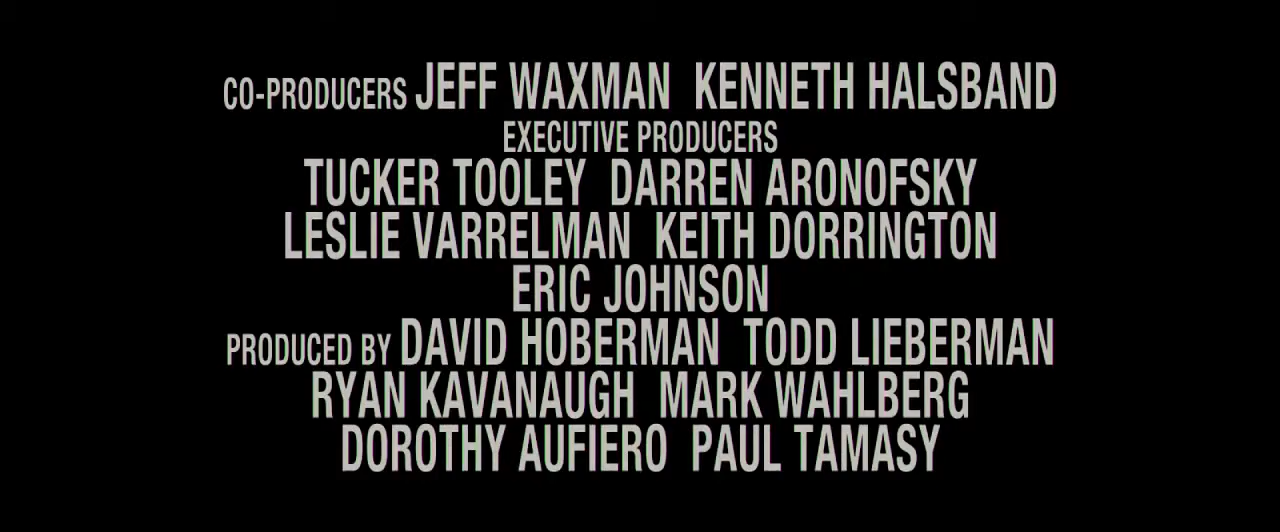 CO-PRODUCERS JEFF WAXMAN KENNETH HALSBAND
EXECUTIVE PRODUCERS
TUCKER TOOLEY DARREN ARONOFSKY
LESLIE VARRELMAN KEITH DORRINGTON
ERIC JOHNSON
PRODUCED BY DAVID HOBERMAN TODD LIEBERMAN
RYAN KAVANAUGH MARK WAHLBERG
DOROTHY AUFIERO PAUL TAMASY